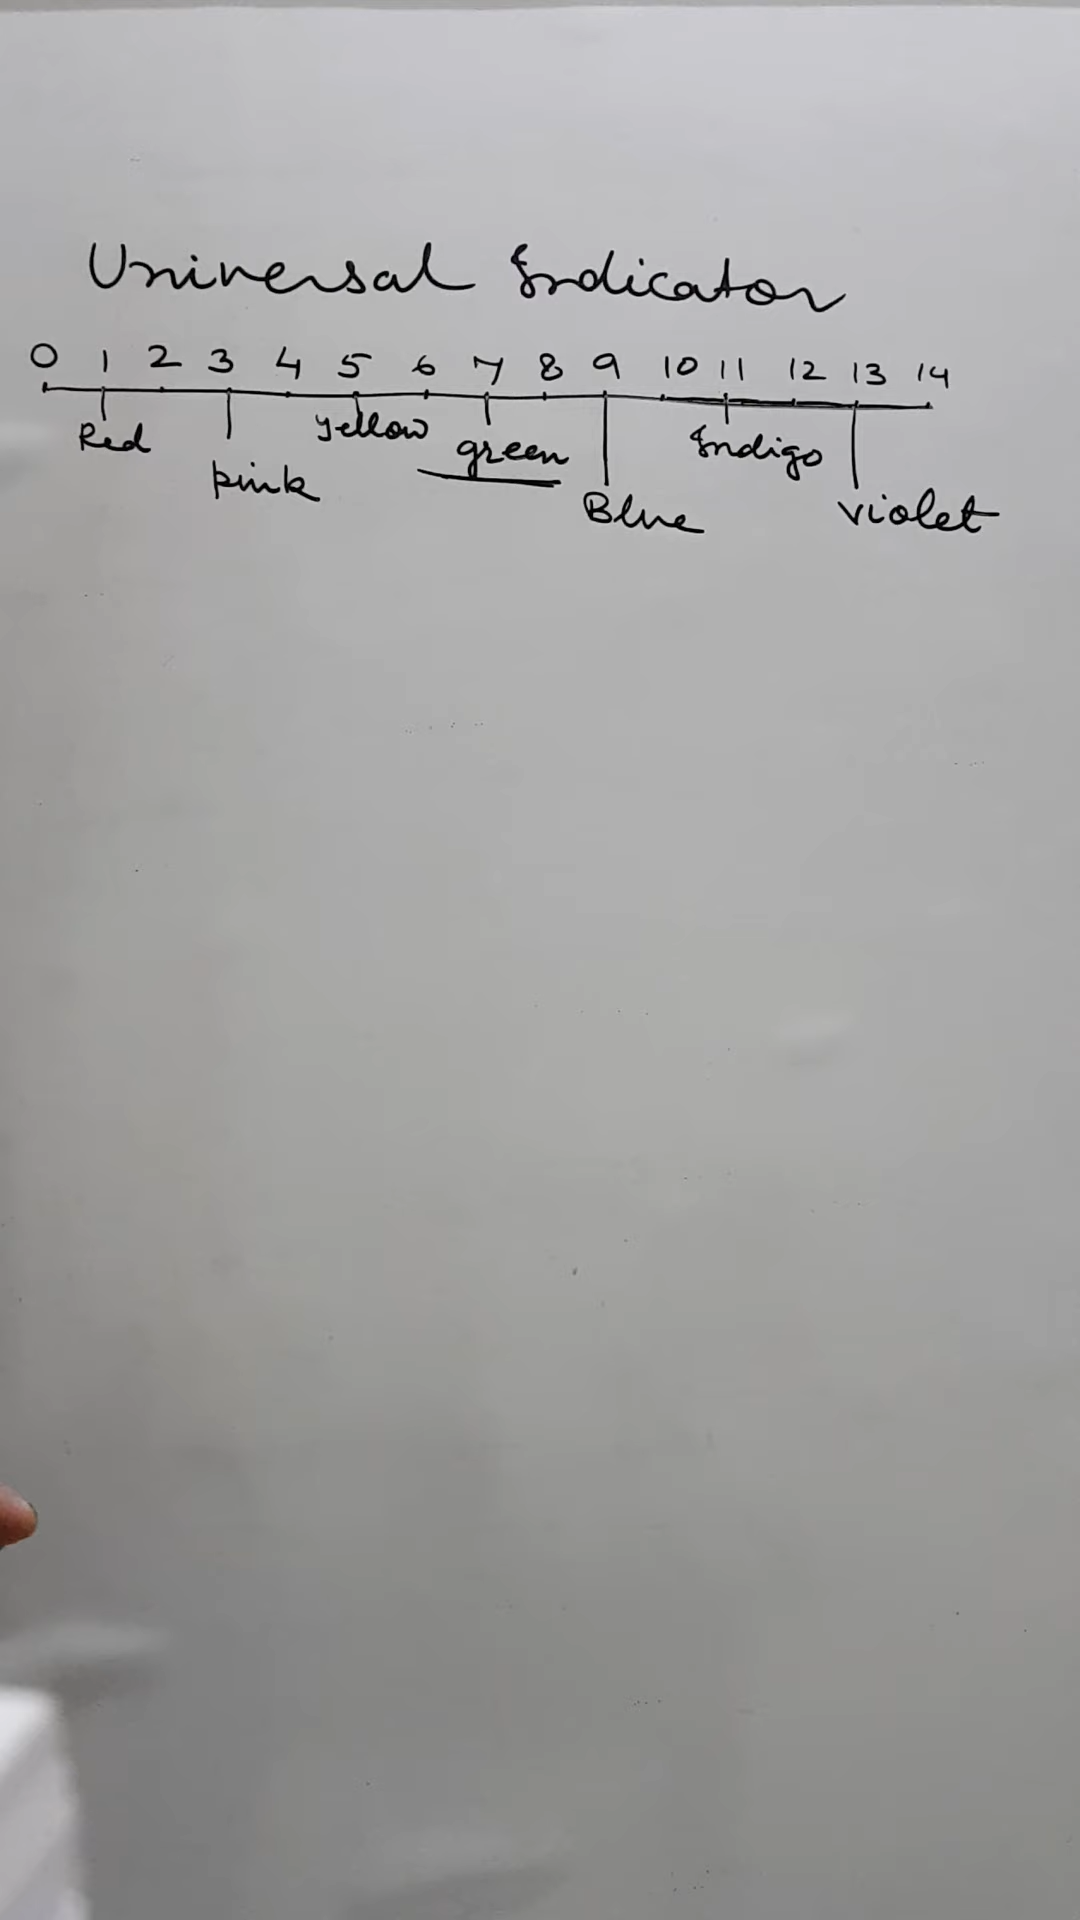 Universal Indicator
0 1 2 3 4 5 6 7 8 9 10 11 12 13 14
Red pink yellow green Blue Indigo violet